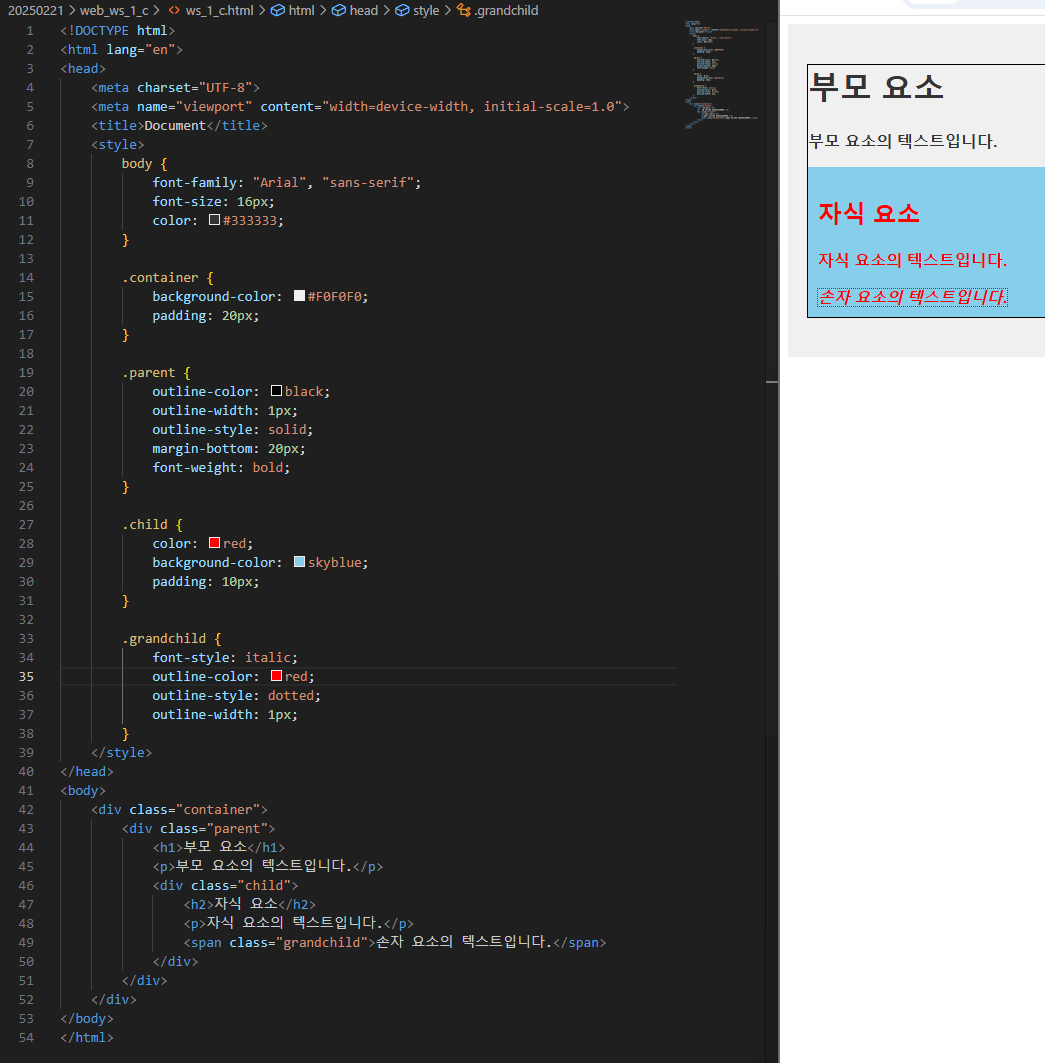 20250221 > web_ws_1_c > <> ws_1_c.html > html > head > style > .grandchild
1 <!DOCTYPE html>
2 <html lang="en">
3 <head>
4 <meta charset="UTF-8">
5 <meta name="viewport" content="width=device-width, initial-scale=1.0">
6 <title>Document</title>
7 <style>
8 body {
9 font-family: "Arial", "sans-serif";
10 font-size: 16px;
11 color: #333333;
12 }
13
14 .container {
15 background-color: #F0F0F0;
16 padding: 20px;
17 }
18
19 .parent {
20 outline-color: black;
21 outline-width: 1px;
22 outline-style: solid;
23 margin-bottom: 20px;
24 font-weight: bold;
25 }
26
27 .child {
28 color: red;
29 background-color: skyblue;
30 padding: 10px;
31 }
32
33 .grandchild {
34 font-style: italic;
35 outline-color: red;
36 outline-style: dotted;
37 outline-width: 1px;
38 }
39 </style>
40 </head>
41 <body>
42 <div class="container">
43 <div class="parent">
44 <h1>부모 요소</h1>
45 <p>부모 요소의 텍스트입니다.</p>
46 <div class="child">
47 <h2>자식 요소</h2>
48 <p>자식 요소의 텍스트입니다.</p>
49 <span class="grandchild">손자 요소의 텍스트입니다.</span>
50 </div>
51 </div>
52 </div>
53 </body>
54 </html>
부모 요소
부모 요소의 텍스트입니다.
자식 요소
자식 요소의 텍스트입니다.
손자 요소의 텍스트입니다.